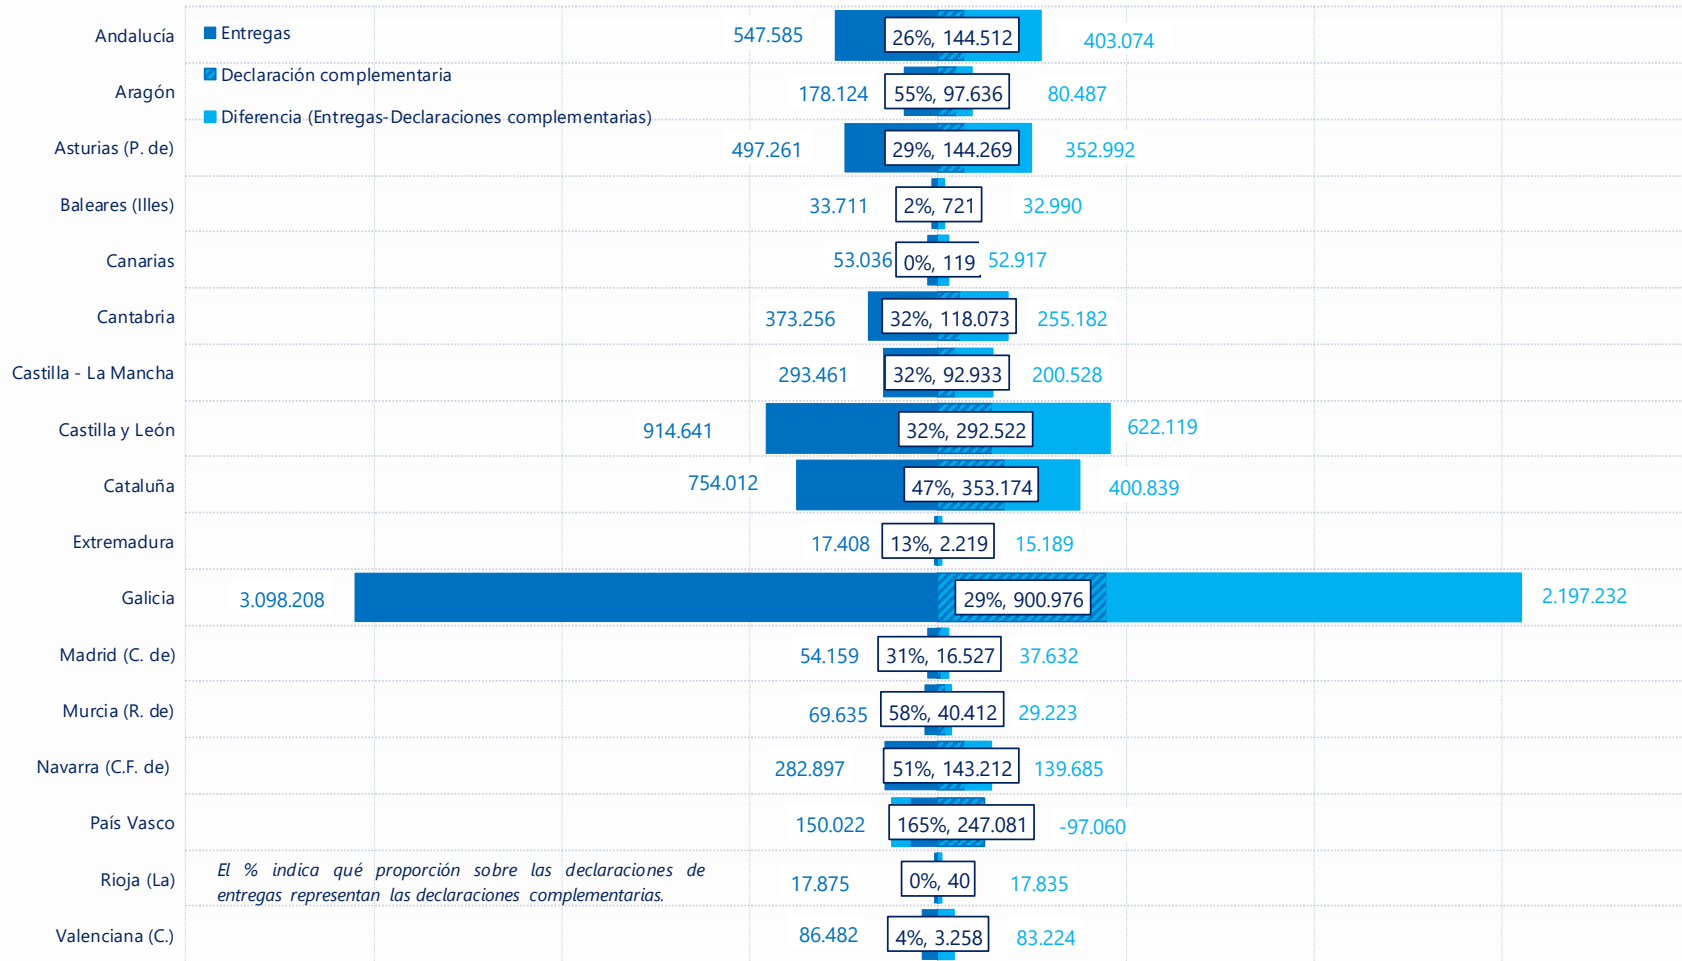 Entregas
Declaración complementaria
Diferencia (Entregas-Declaraciones complementarias)
Andalucía 547.585 26%, 144.512 403.074
Aragón 178.124 55%, 97.636 80.487
Asturias (P. de) 497.261 29%, 144.269 352.992
Baleares (Illes) 33.711 2%, 721 32.990
Canarias 53.036 0%, 119 52.917
Cantabria 373.256 32%, 118.073 255.182
Castilla - La Mancha 293.461 32%, 92.933 200.528
Castilla y León 914.641 32%, 292.522 622.119
Cataluña 754.012 47%, 353.174 400.839
Extremadura 17.408 13%, 2.219 15.189
Galicia 3.098.208 29%, 900.976 2.197.232
Madrid (C. de) 54.159 31%, 16.527 37.632
Murcia (R. de) 69.635 58%, 40.412 29.223
Navarra (C.F. de) 282.897 51%, 143.212 139.685
País Vasco 150.022 165%, 247.081 -97.060
Rioja (La) 17.875 0%, 40 17.835
Valenciana (C.) 86.482 4%, 3.258 83.224
El % indica qué proporción sobre las declaraciones de
entregas representan las declaraciones complementarias.